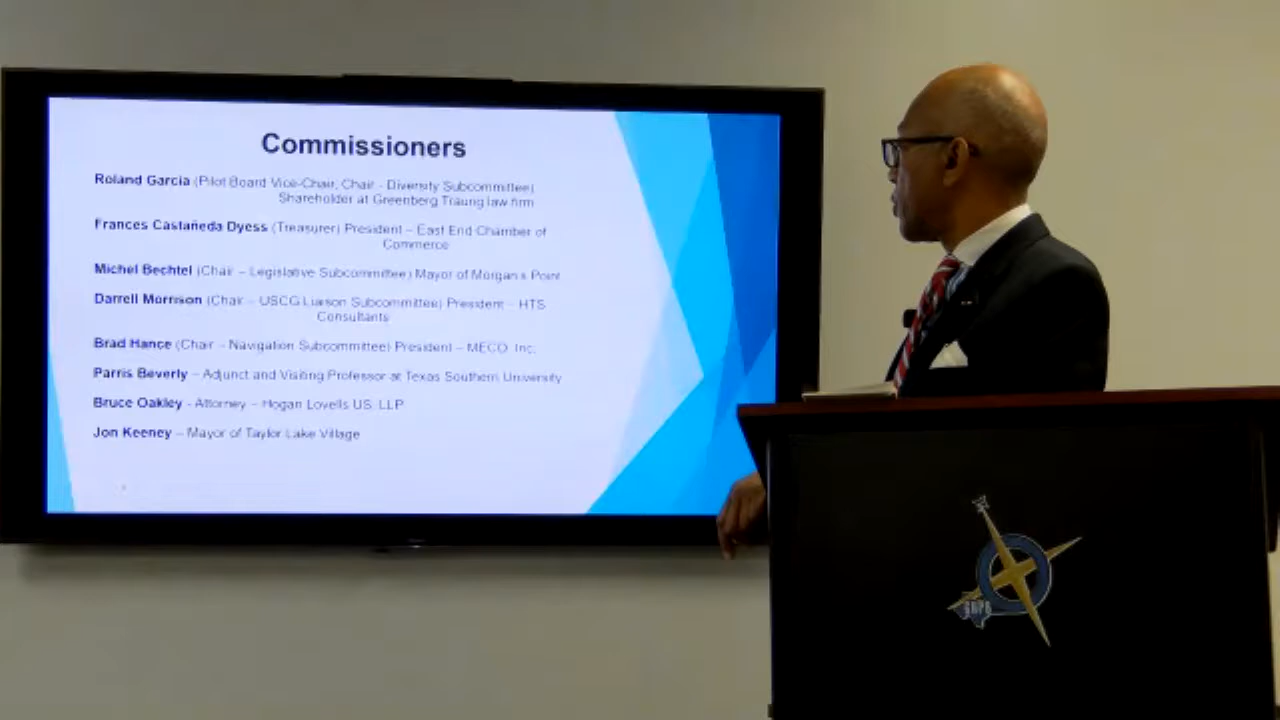 Commissioners
Roland Garcia (Pilot Board Vice-Chair, Chair - Diversity Subcommittee)
Shareholder at Greenberg Traurig law firm
Frances Castañeda Dyess (Treasurer) President – East End Chamber of
Commerce
Michel Bechtel (Chair – Legislative Subcommittee) Mayor of Morgan's Point
Darrell Morrison (Chair – USCG Liaison Subcommittee) President – HTS
Consultants
Brad Hance (Chair – Navigation Subcommittee) President – MECO, Inc.
Parris Beverly – Adjunct and Visiting Professor at Texas Southern University
Bruce Oakley - Attorney – Hogan Lovells US, LLP
Jon Keeney – Mayor of Taylor Lake Village